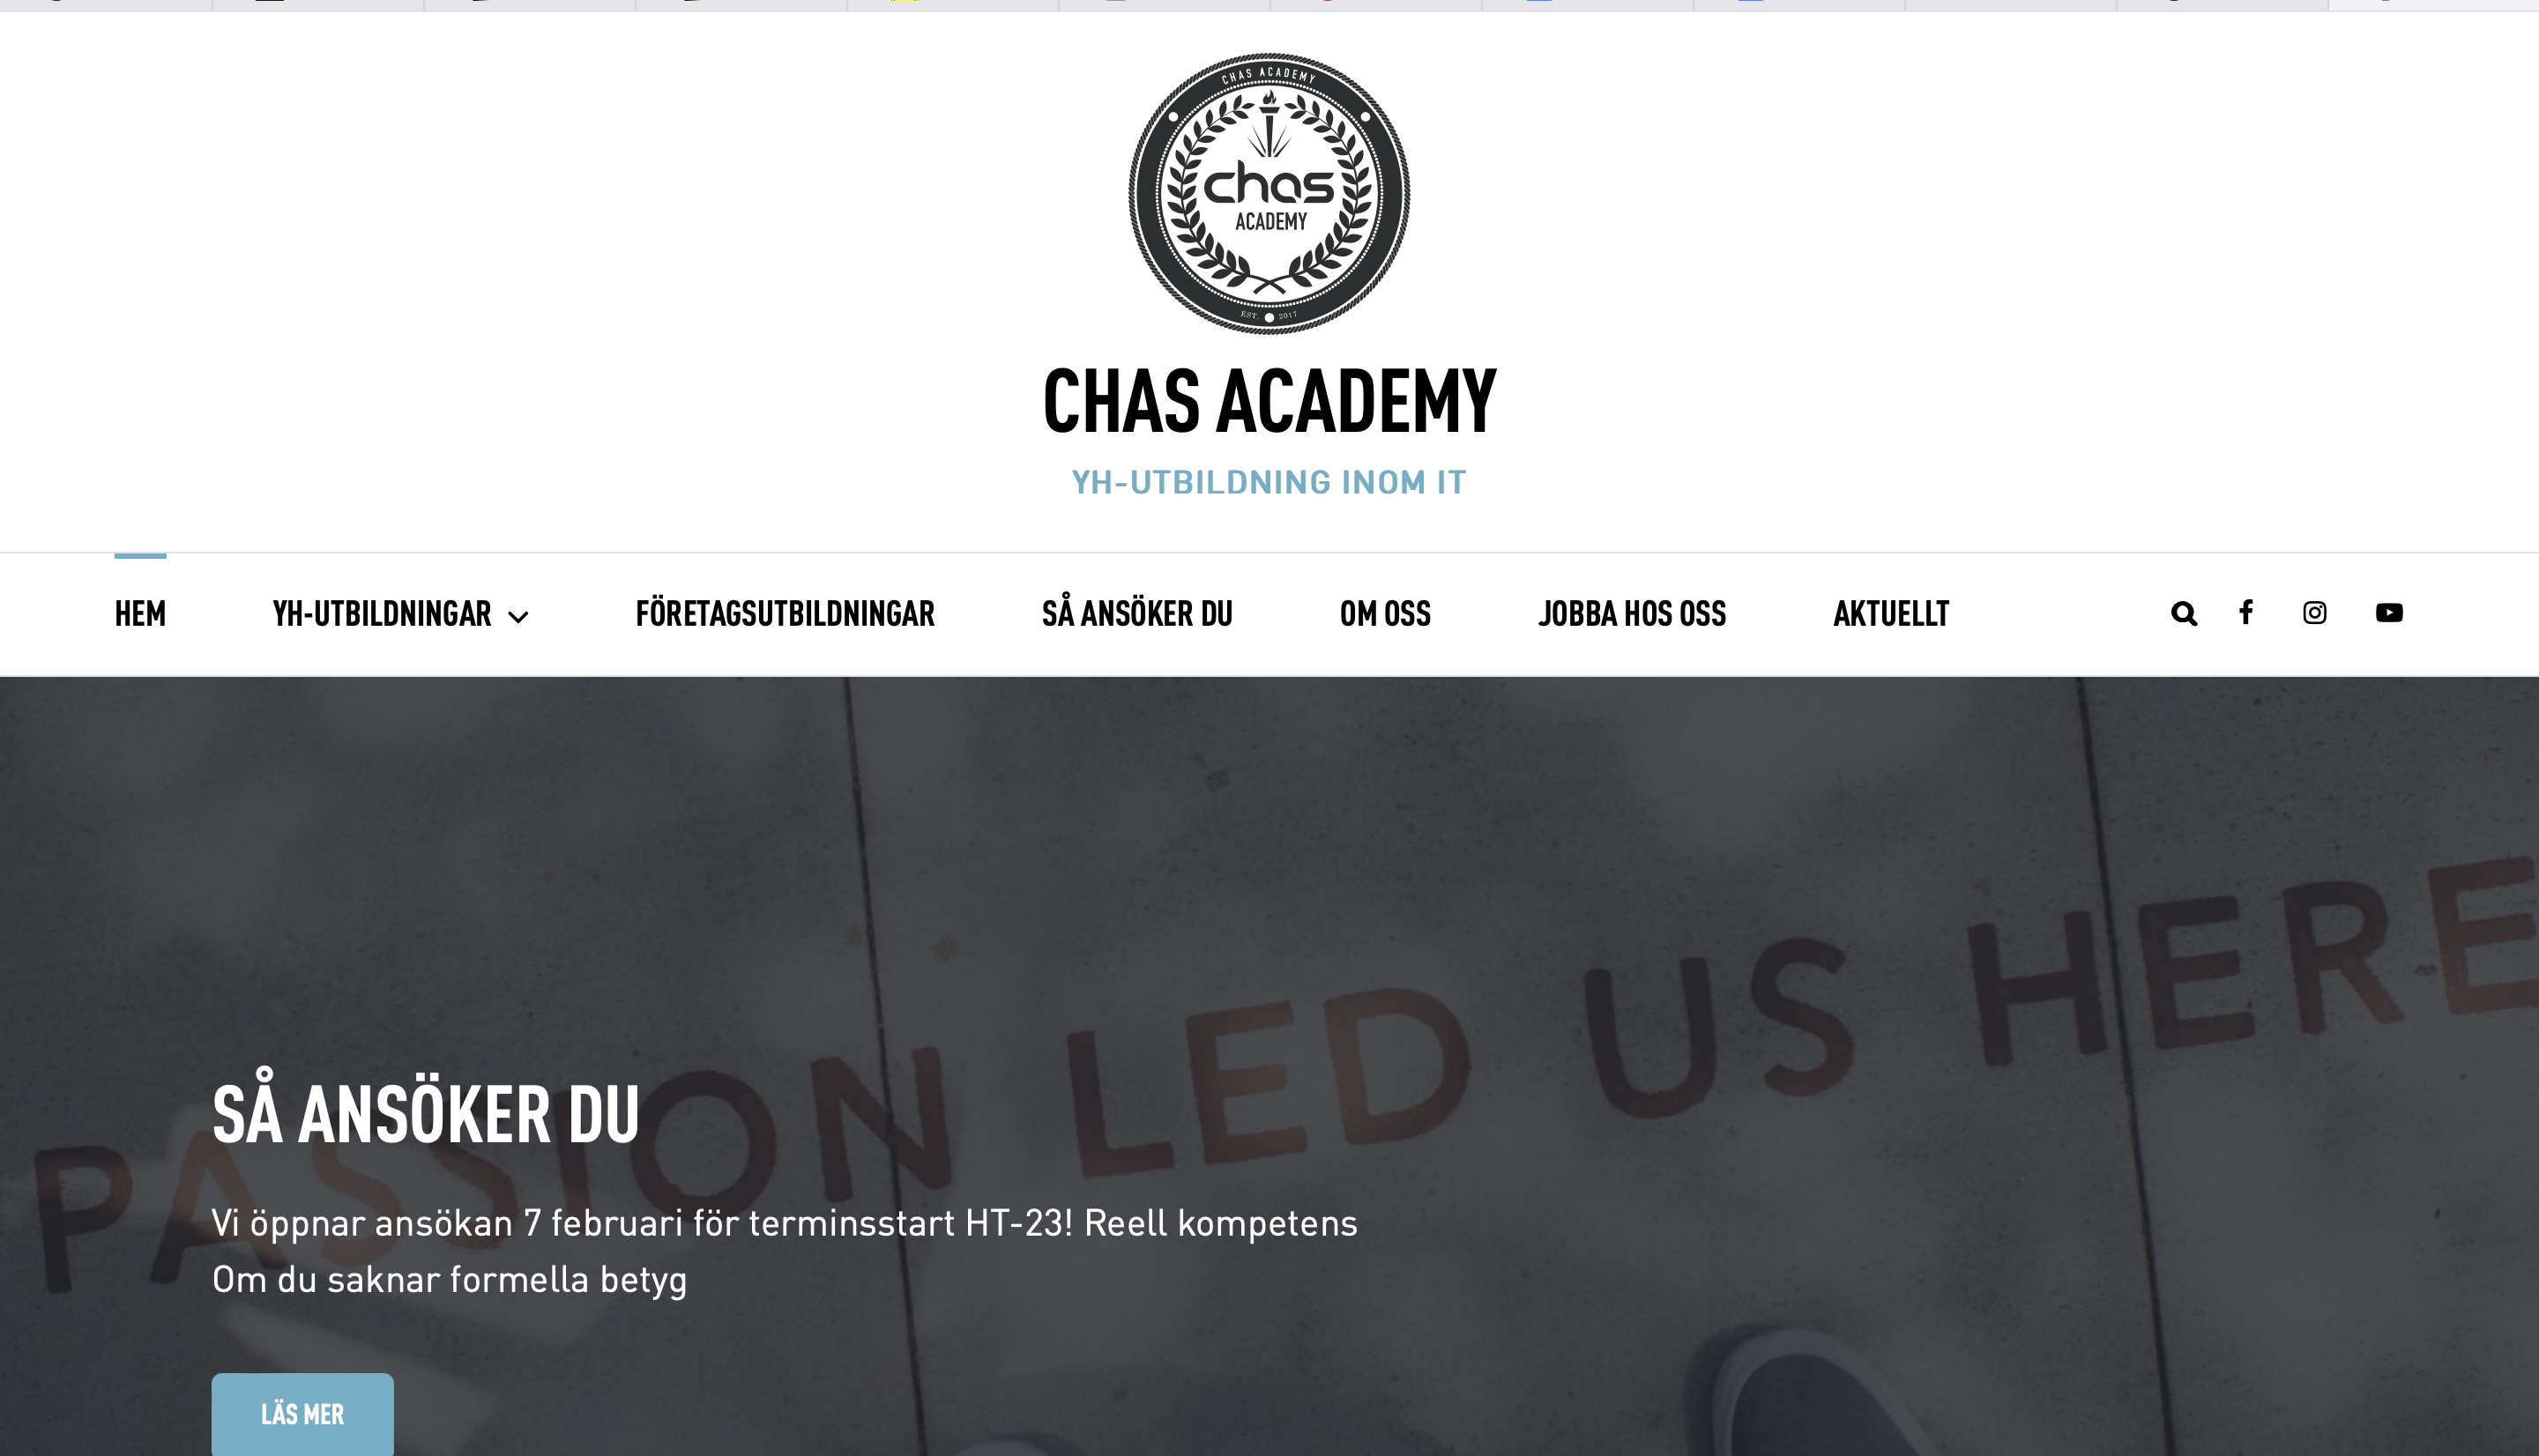 CHAS ACADEMY
chas
ACADEMY
EST. 2017
CHAS ACADEMY
YH-UTBILDNING INOM IT
HEM YH-UTBILDNINGAR FÖRETAGSUTBILDNINGAR SÅ ANSÖKER DU OM OSS JOBBA HOS OSS AKTUELLT
PASSION LED US HERE
SÅ ANSÖKER DU
Vi öppnar ansökan 7 februari för terminsstart HT-23! Reell kompetens
Om du saknar formella betyg
LÄS MER